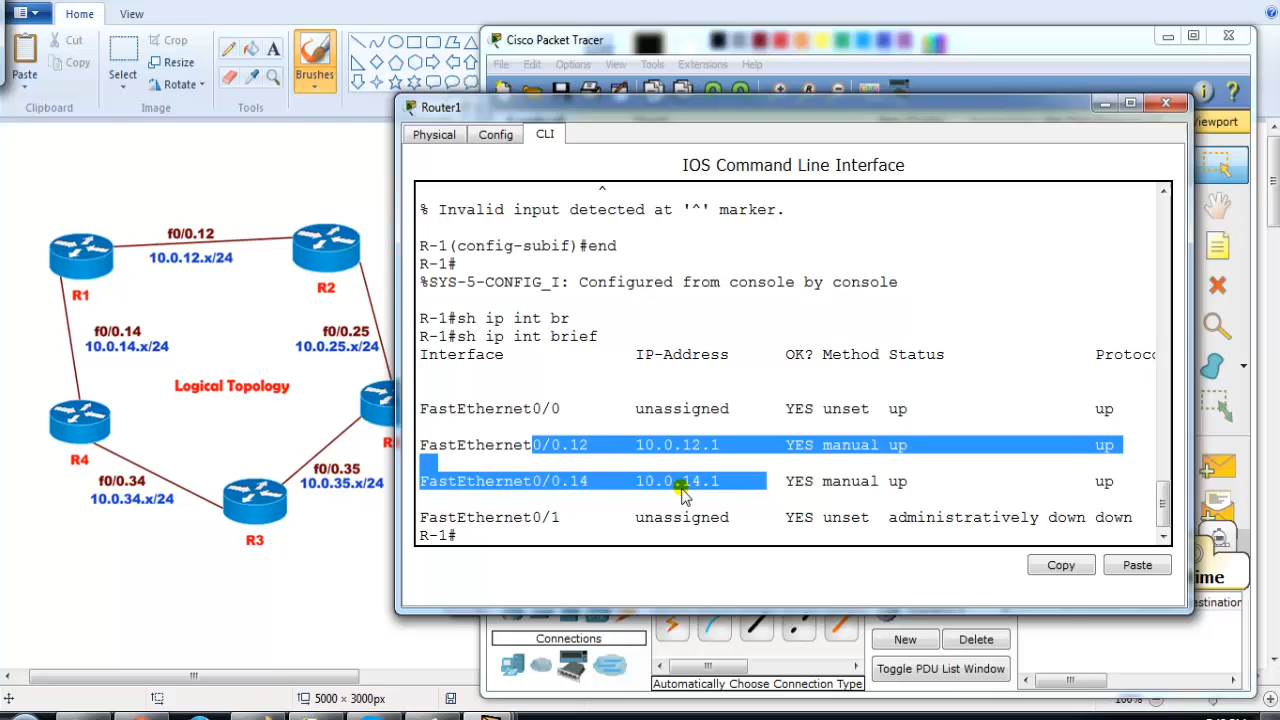 Home
View
Cut
Copy
Paste
Clipboard
Select
Crop
Resize
Rotate
Image
A
Tools
Brushes
Cisco Packet Tracer
File Edit Options View Tools Extensions Help
Viewport
f0/0.12
10.0.12.x/24
R1
R2
f0/0.14
10.0.14.x/24
f0/0.25
10.0.25.x/24
Logical Topology
R4
f0/0.34
10.0.34.x/24
f0/0.35
10.0.35.x/24
R3
Router1
Physical Config CLI
IOS Command Line Interface
^
% Invalid input detected at '^' marker.
R-1(config-subif)#end
R-1#
%SYS-5-CONFIG_I: Configured from console by console
R-1#sh ip int br
R-1#sh ip int brief
Interface IP-Address OK? Method Status Protoco
FastEthernet0/0 unassigned YES unset up up
FastEthernet0/0.12 10.0.12.1 YES manual up up
FastEthernet0/0.14 10.0.14.1 YES manual up up
FastEthernet0/1 unassigned YES unset administratively down down
R-1#
Copy
Paste
Connections
Automatically Choose Connection Type
New
Delete
Toggle PDU List Window
ime
estination
5000 × 3000px
100%